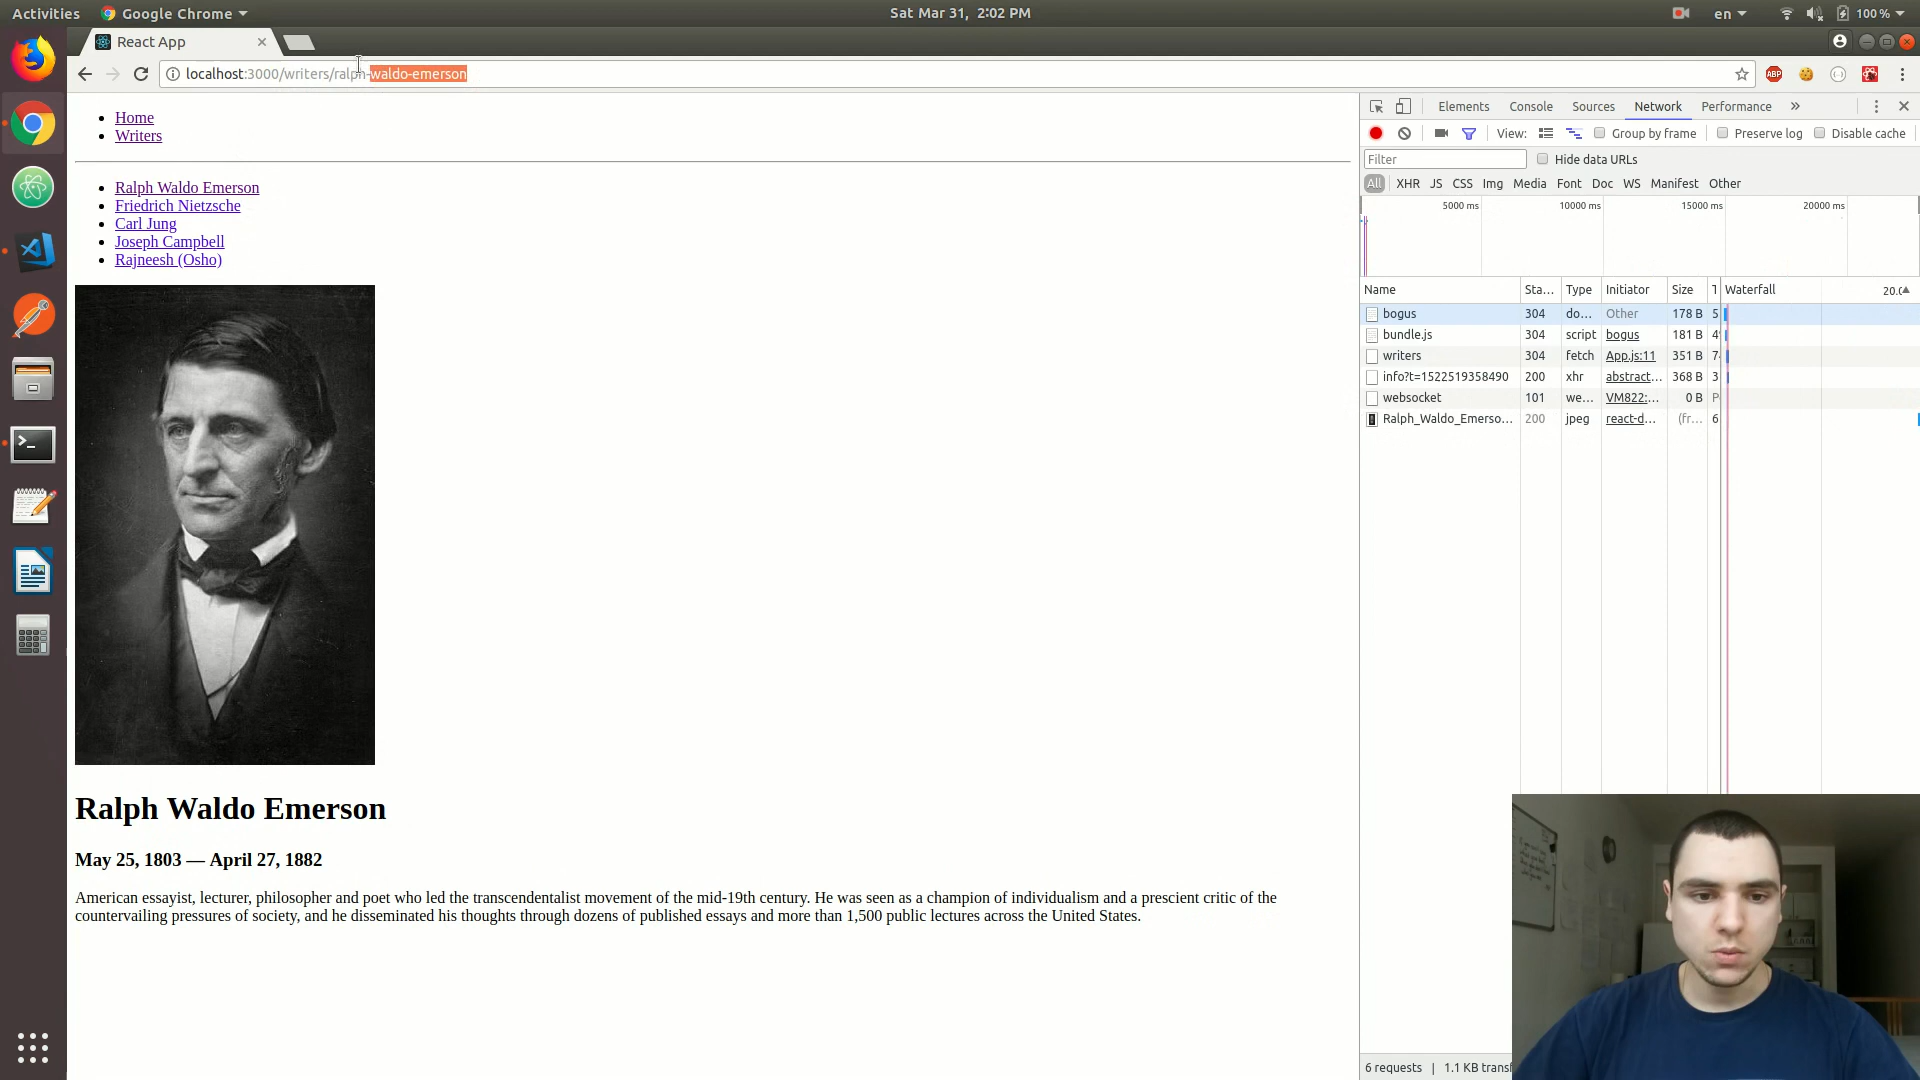 Activities Google Chrome Sat Mar 31, 2:02 PM en 100 %
React App
localhost:3000/writers/ralph-waldo-emerson ABP
Home
Writers
Ralph Waldo Emerson
Friedrich Nietzsche
Carl Jung
Joseph Campbell
Rajneesh (Osho)
Ralph Waldo Emerson
May 25, 1803 — April 27, 1882
American essayist, lecturer, philosopher and poet who led the transcendentalist movement of the mid-19th century. He was seen as a champion of individualism and a prescient critic of the
countervailing pressures of society, and he disseminated his thoughts through dozens of published essays and more than 1,500 public lectures across the United States.
Elements Console Sources Network Performance »
View: Group by frame Preserve log Disable cache
Filter Hide data URLs
All XHR JS CSS Img Media Font Doc WS Manifest Other
5000 ms 10000 ms 15000 ms 20000 ms
Name Sta... Type Initiator Size T Waterfall 20.0
bogus 304 do... Other 178 B 5
bundle.js 304 script bogus 181 B 4
writers 304 fetch App.js:11 351 B 7
info?t=1522519358490 200 xhr abstract... 368 B 3
websocket 101 we... VM822:... 0 B P
Ralph_Waldo_Emerso... 200 jpeg react-d... (fr... 6
6 requests | 1.1 KB transf